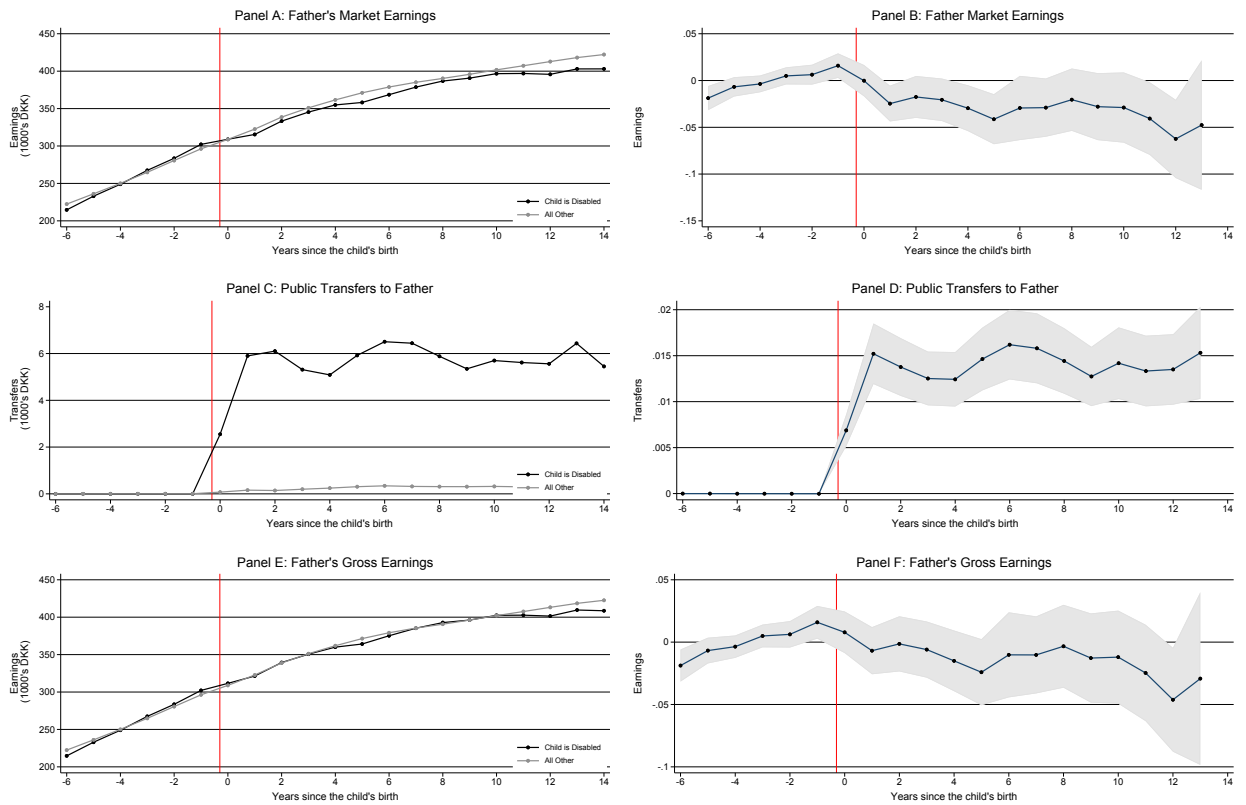 Panel A: Father's Market Earnings
450
400
350
300
250
200
Earnings
(1000's DKK)
Child is Disabled
All Other
-6 -4 -2 0 2 4 6 8 10 12 14
Years since the child's birth
Panel B: Father Market Earnings
.05
0
-.05
-.1
-.15
Earnings
-6 -4 -2 0 2 4 6 8 10 12 14
Years since the child's birth
Panel C: Public Transfers to Father
8
6
4
2
0
Transfers
(1000's DKK)
Child is Disabled
All Other
-6 -4 -2 0 2 4 6 8 10 12 14
Years since the child's birth
Panel D: Public Transfers to Father
.02
.015
.01
.005
0
Transfers
-6 -4 -2 0 2 4 6 8 10 12 14
Years since the child's birth
Panel E: Father's Gross Earnings
450
400
350
300
250
200
Earnings
(1000's DKK)
Child is Disabled
All Other
-6 -4 -2 0 2 4 6 8 10 12 14
Years since the child's birth
Panel F: Father's Gross Earnings
.05
0
-.05
-.1
Earnings
-6 -4 -2 0 2 4 6 8 10 12 14
Years since the child's birth